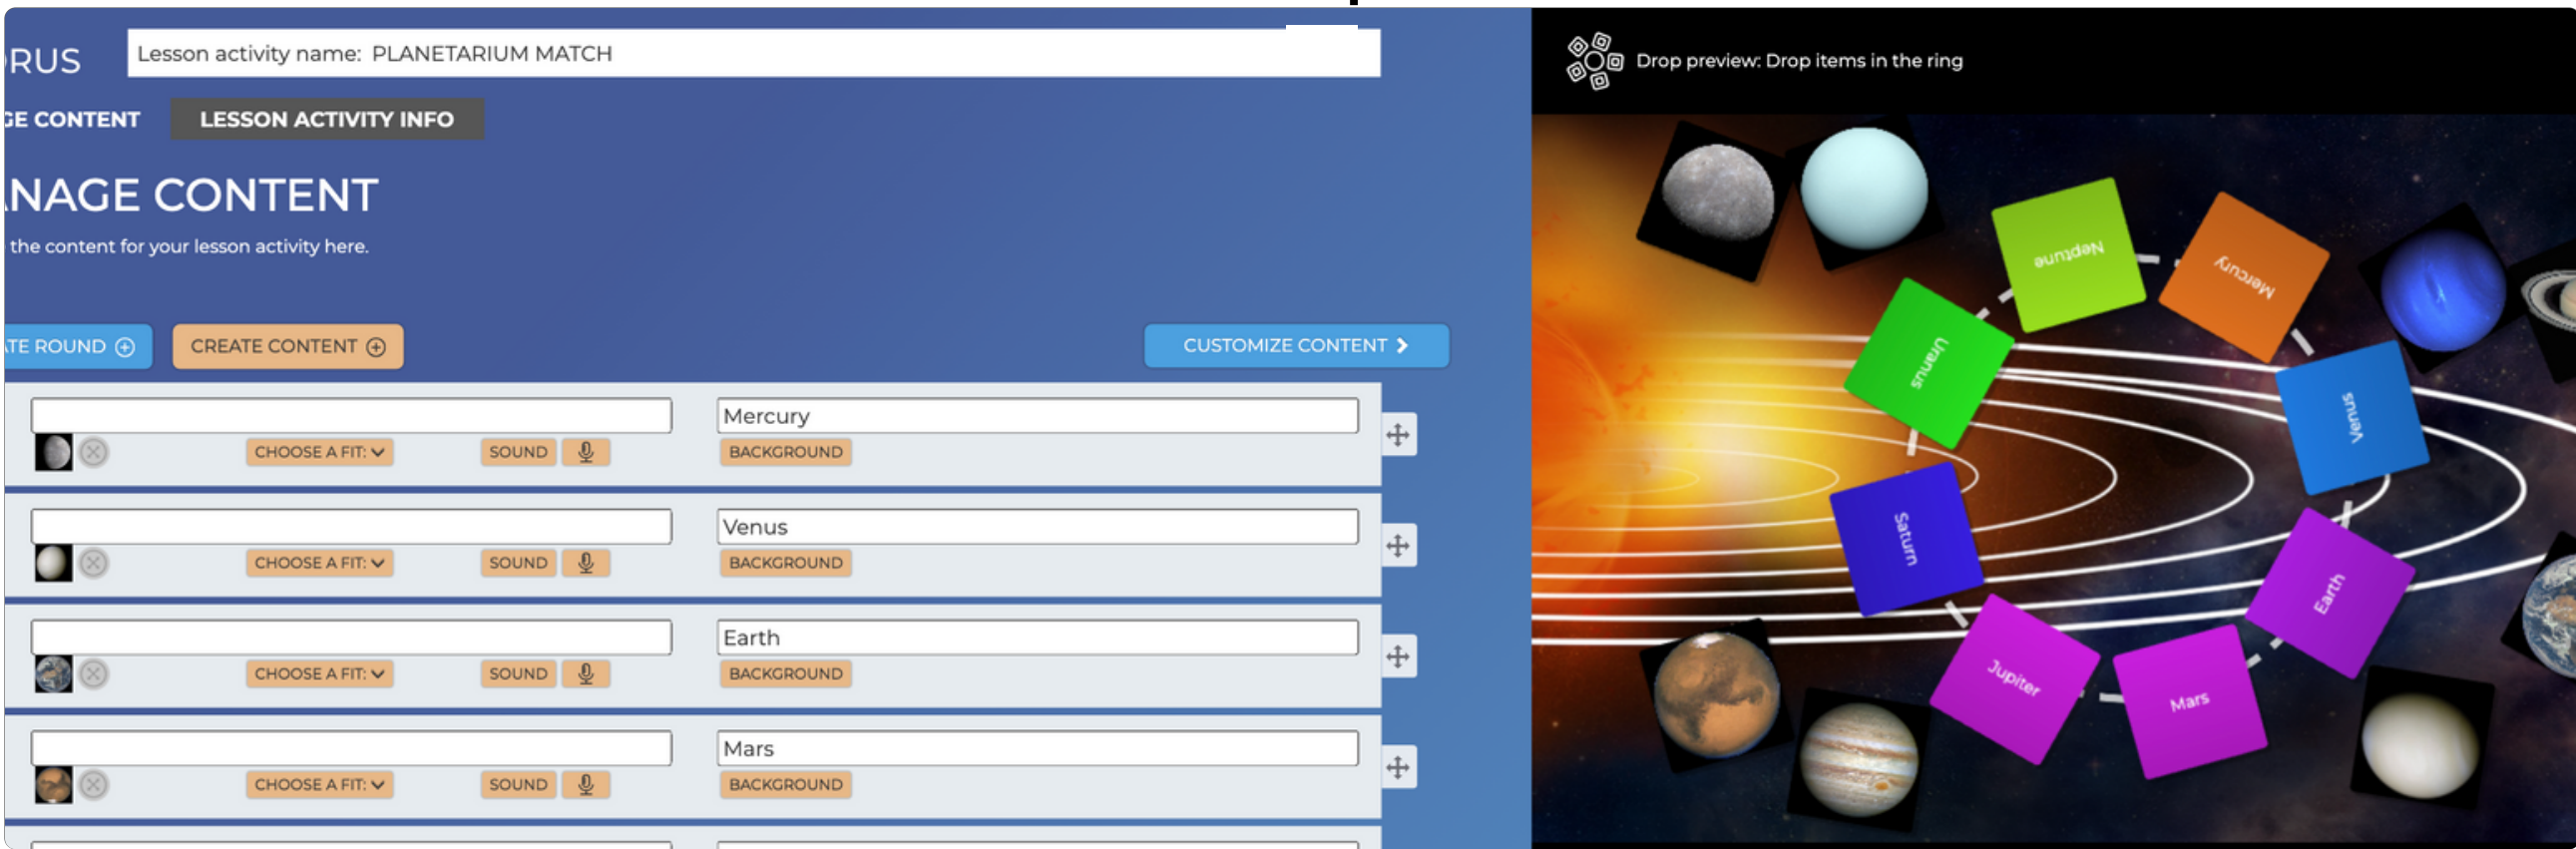 RUS
Lesson activity name: PLANETARIUM MATCH
GE CONTENT
LESSON ACTIVITY INFO
NAGE CONTENT
the content for your lesson activity here.
TE ROUND
CREATE CONTENT
CUSTOMIZE CONTENT
Mercury
CHOOSE A FIT:
SOUND
BACKGROUND
Venus
CHOOSE A FIT:
SOUND
BACKGROUND
Earth
CHOOSE A FIT:
SOUND
BACKGROUND
Mars
CHOOSE A FIT:
SOUND
BACKGROUND
Drop preview: Drop items in the ring
Neptune
Mercury
Uranus
Venus
Saturn
Earth
Jupiter
Mars